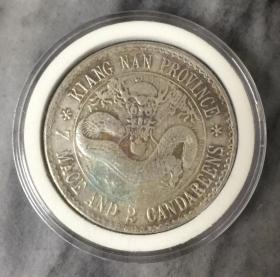 KIANG NAN PROVINCE
7 MACE AND 2 CANDAREENS